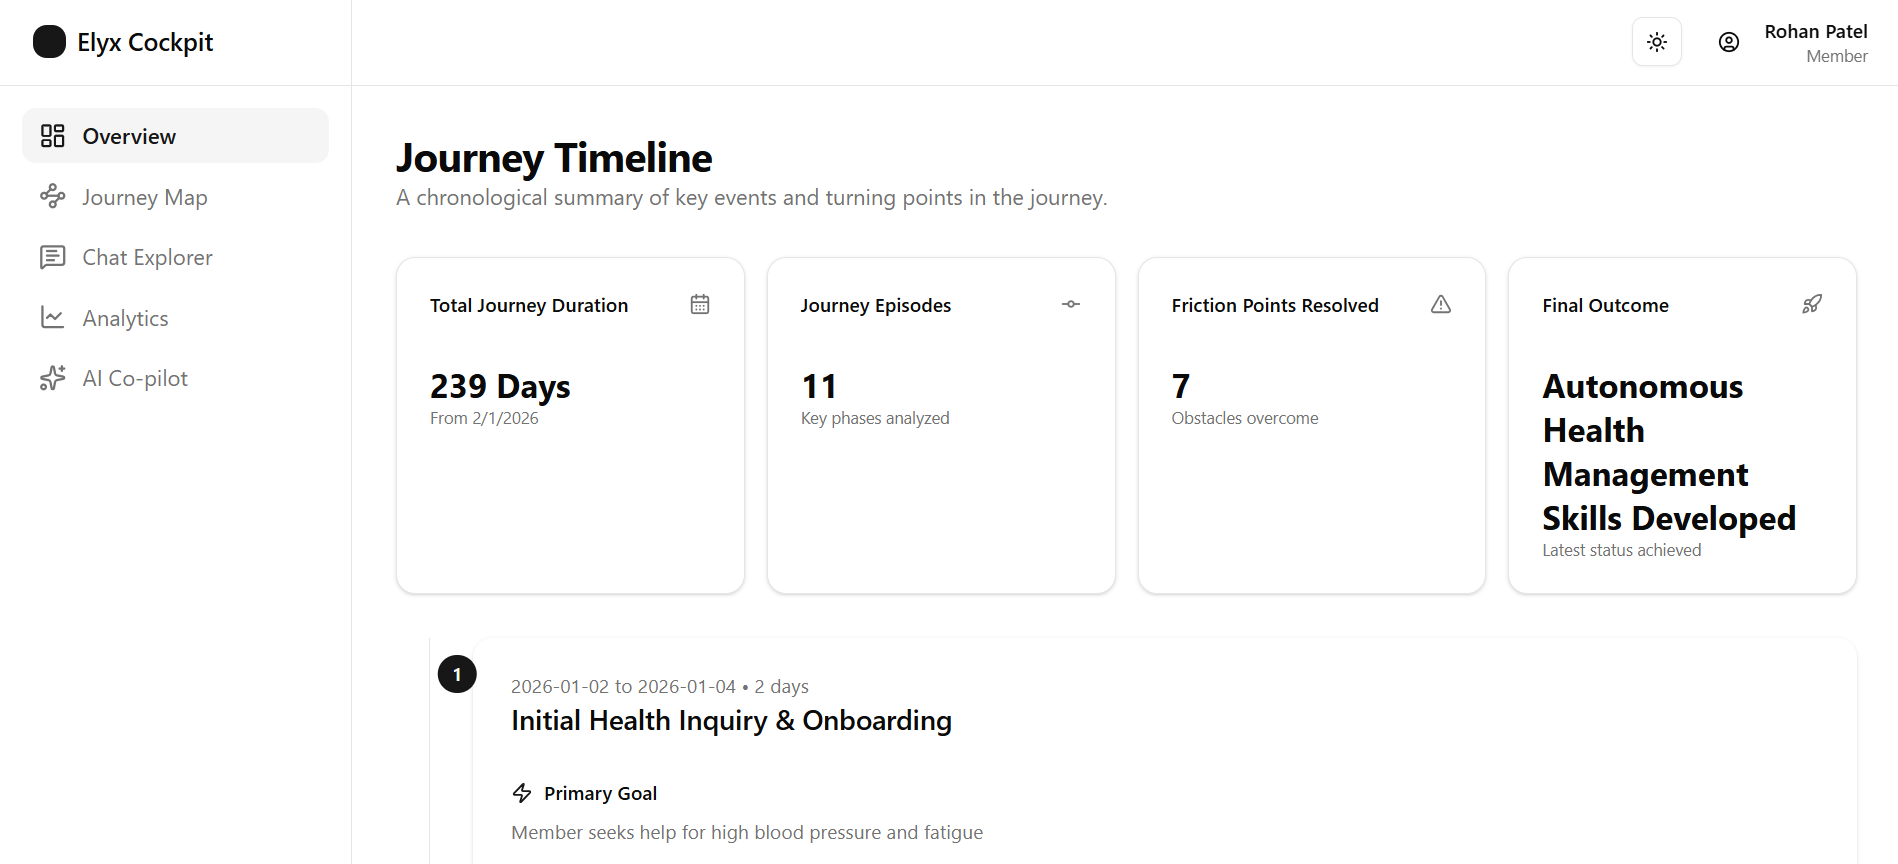 Elyx Cockpit
Rohan Patel
Member
Overview
Journey Map
Chat Explorer
Analytics
AI Co-pilot
Journey Timeline
A chronological summary of key events and turning points in the journey.
Total Journey Duration
239 Days
From 2/1/2026
Journey Episodes
11
Key phases analyzed
Friction Points Resolved
7
Obstacles overcome
Final Outcome
Autonomous
Health
Management
Skills Developed
Latest status achieved
1
2026-01-02 to 2026-01-04 • 2 days
Initial Health Inquiry & Onboarding
Primary Goal
Member seeks help for high blood pressure and fatigue